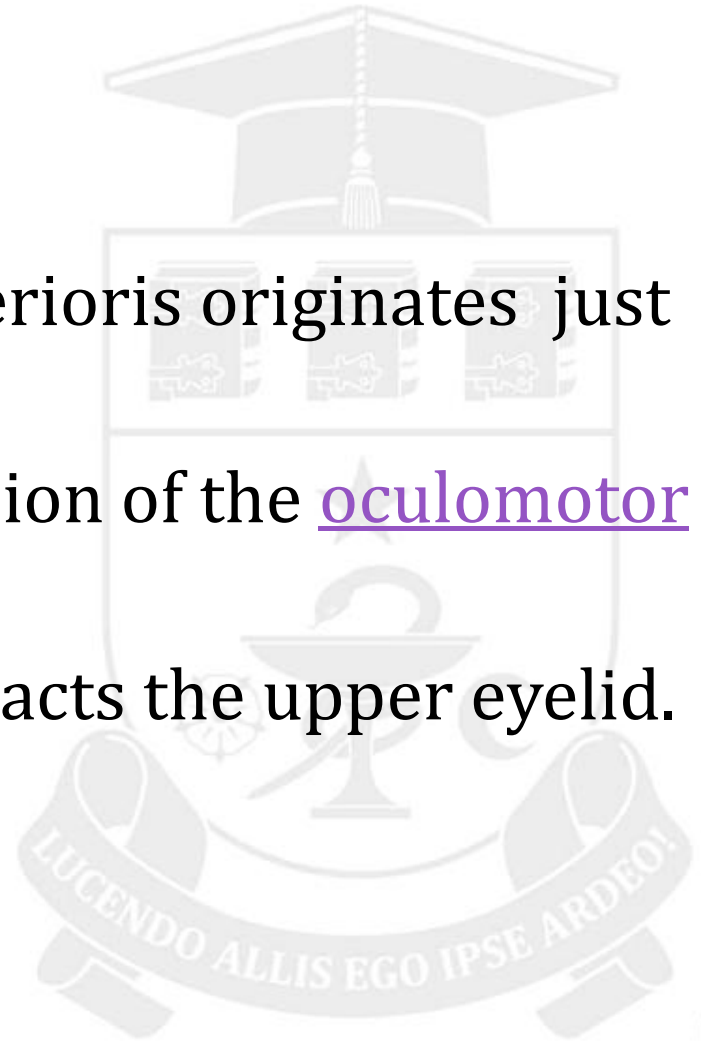 erioris originates just
ion of the oculomotor
acts the upper eyelid.
LUCENDO ALLIS EGO IPSE ARDEO!